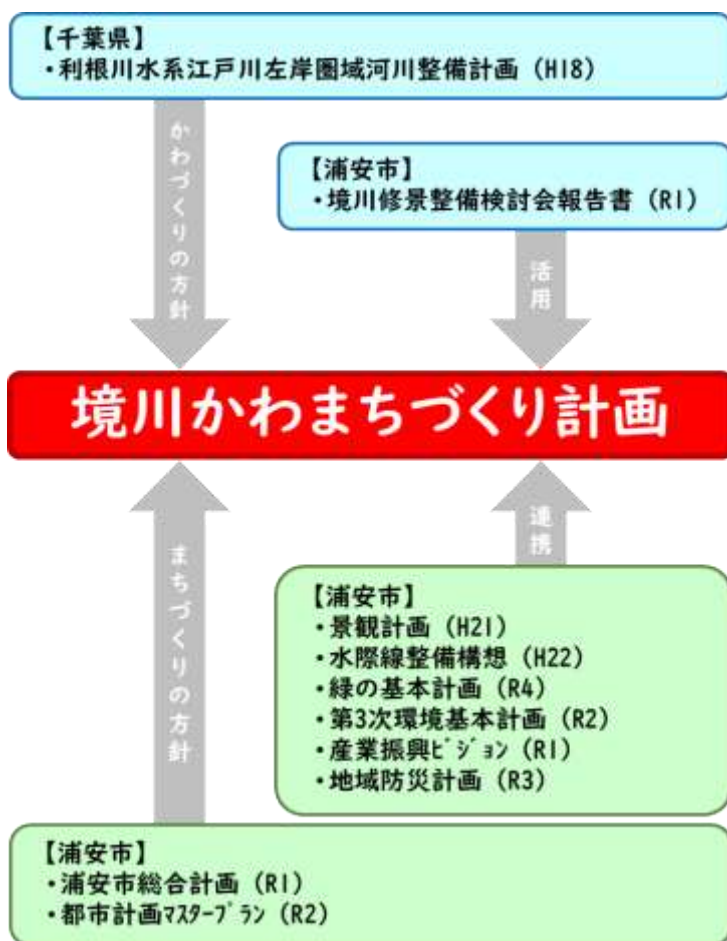 【千葉県】
・利根川水系江戸川左岸圏域河川整備計画（H18）
かわづくりの方針
【浦安市】
・境川修景整備検討会報告書（R1）
活用
境川かわまちづくり計画
まちづくりの方針
連携
【浦安市】
・景観計画（H21）
・水際線整備構想（H22）
・緑の基本計画（R4）
・第3次環境基本計画（R2）
・産業振興ﾋﾞｼﾞｮﾝ（R1）
・地域防災計画（R3）
【浦安市】
・浦安市総合計画（R1）
・都市計画ﾏｽﾀｰﾌﾟﾗﾝ（R2）